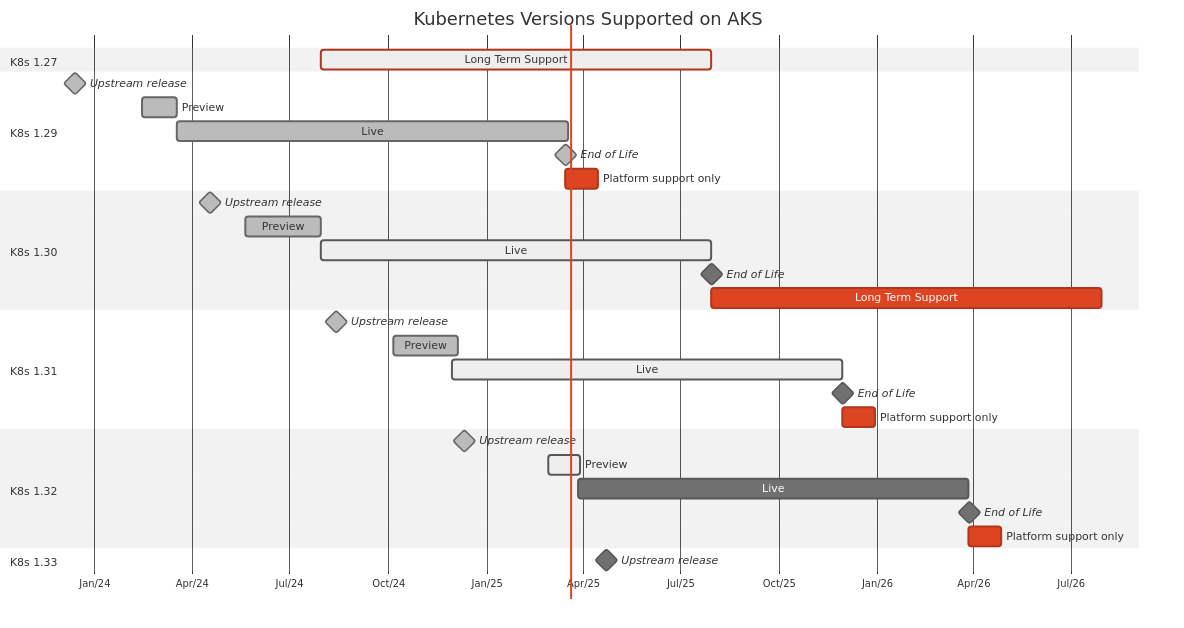 Kubernetes Versions Supported on AKS
K8s 1.27
Long Term Support
Upstream release
Preview
K8s 1.29
Live
End of Life
Platform support only
Upstream release
Preview
K8s 1.30
Live
End of Life
Long Term Support
Upstream release
Preview
K8s 1.31
Live
End of Life
Platform support only
Upstream release
Preview
K8s 1.32
Live
End of Life
Platform support only
K8s 1.33
Upstream release
Jan/24 Apr/24 Jul/24 Oct/24 Jan/25 Apr/25 Jul/25 Oct/25 Jan/26 Apr/26 Jul/26